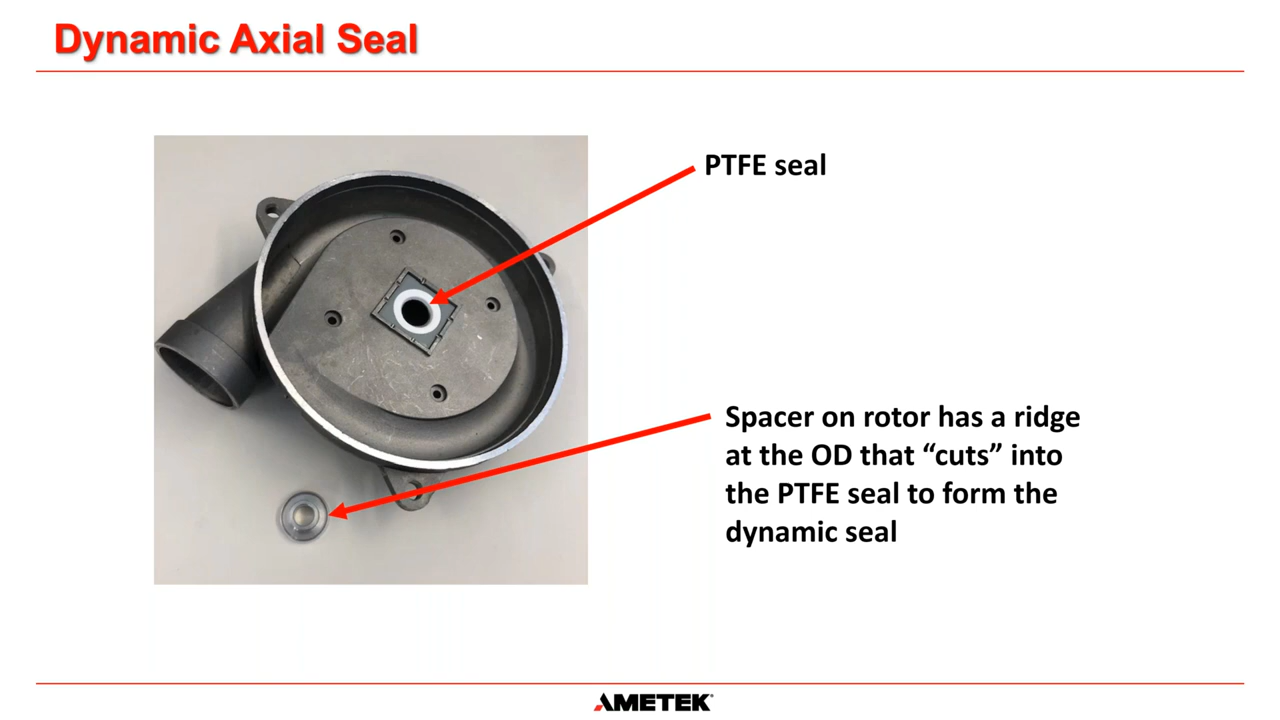 Dynamic Axial Seal
PTFE seal
Spacer on rotor has a ridge
at the OD that “cuts” into
the PTFE seal to form the
dynamic seal
AMETEK